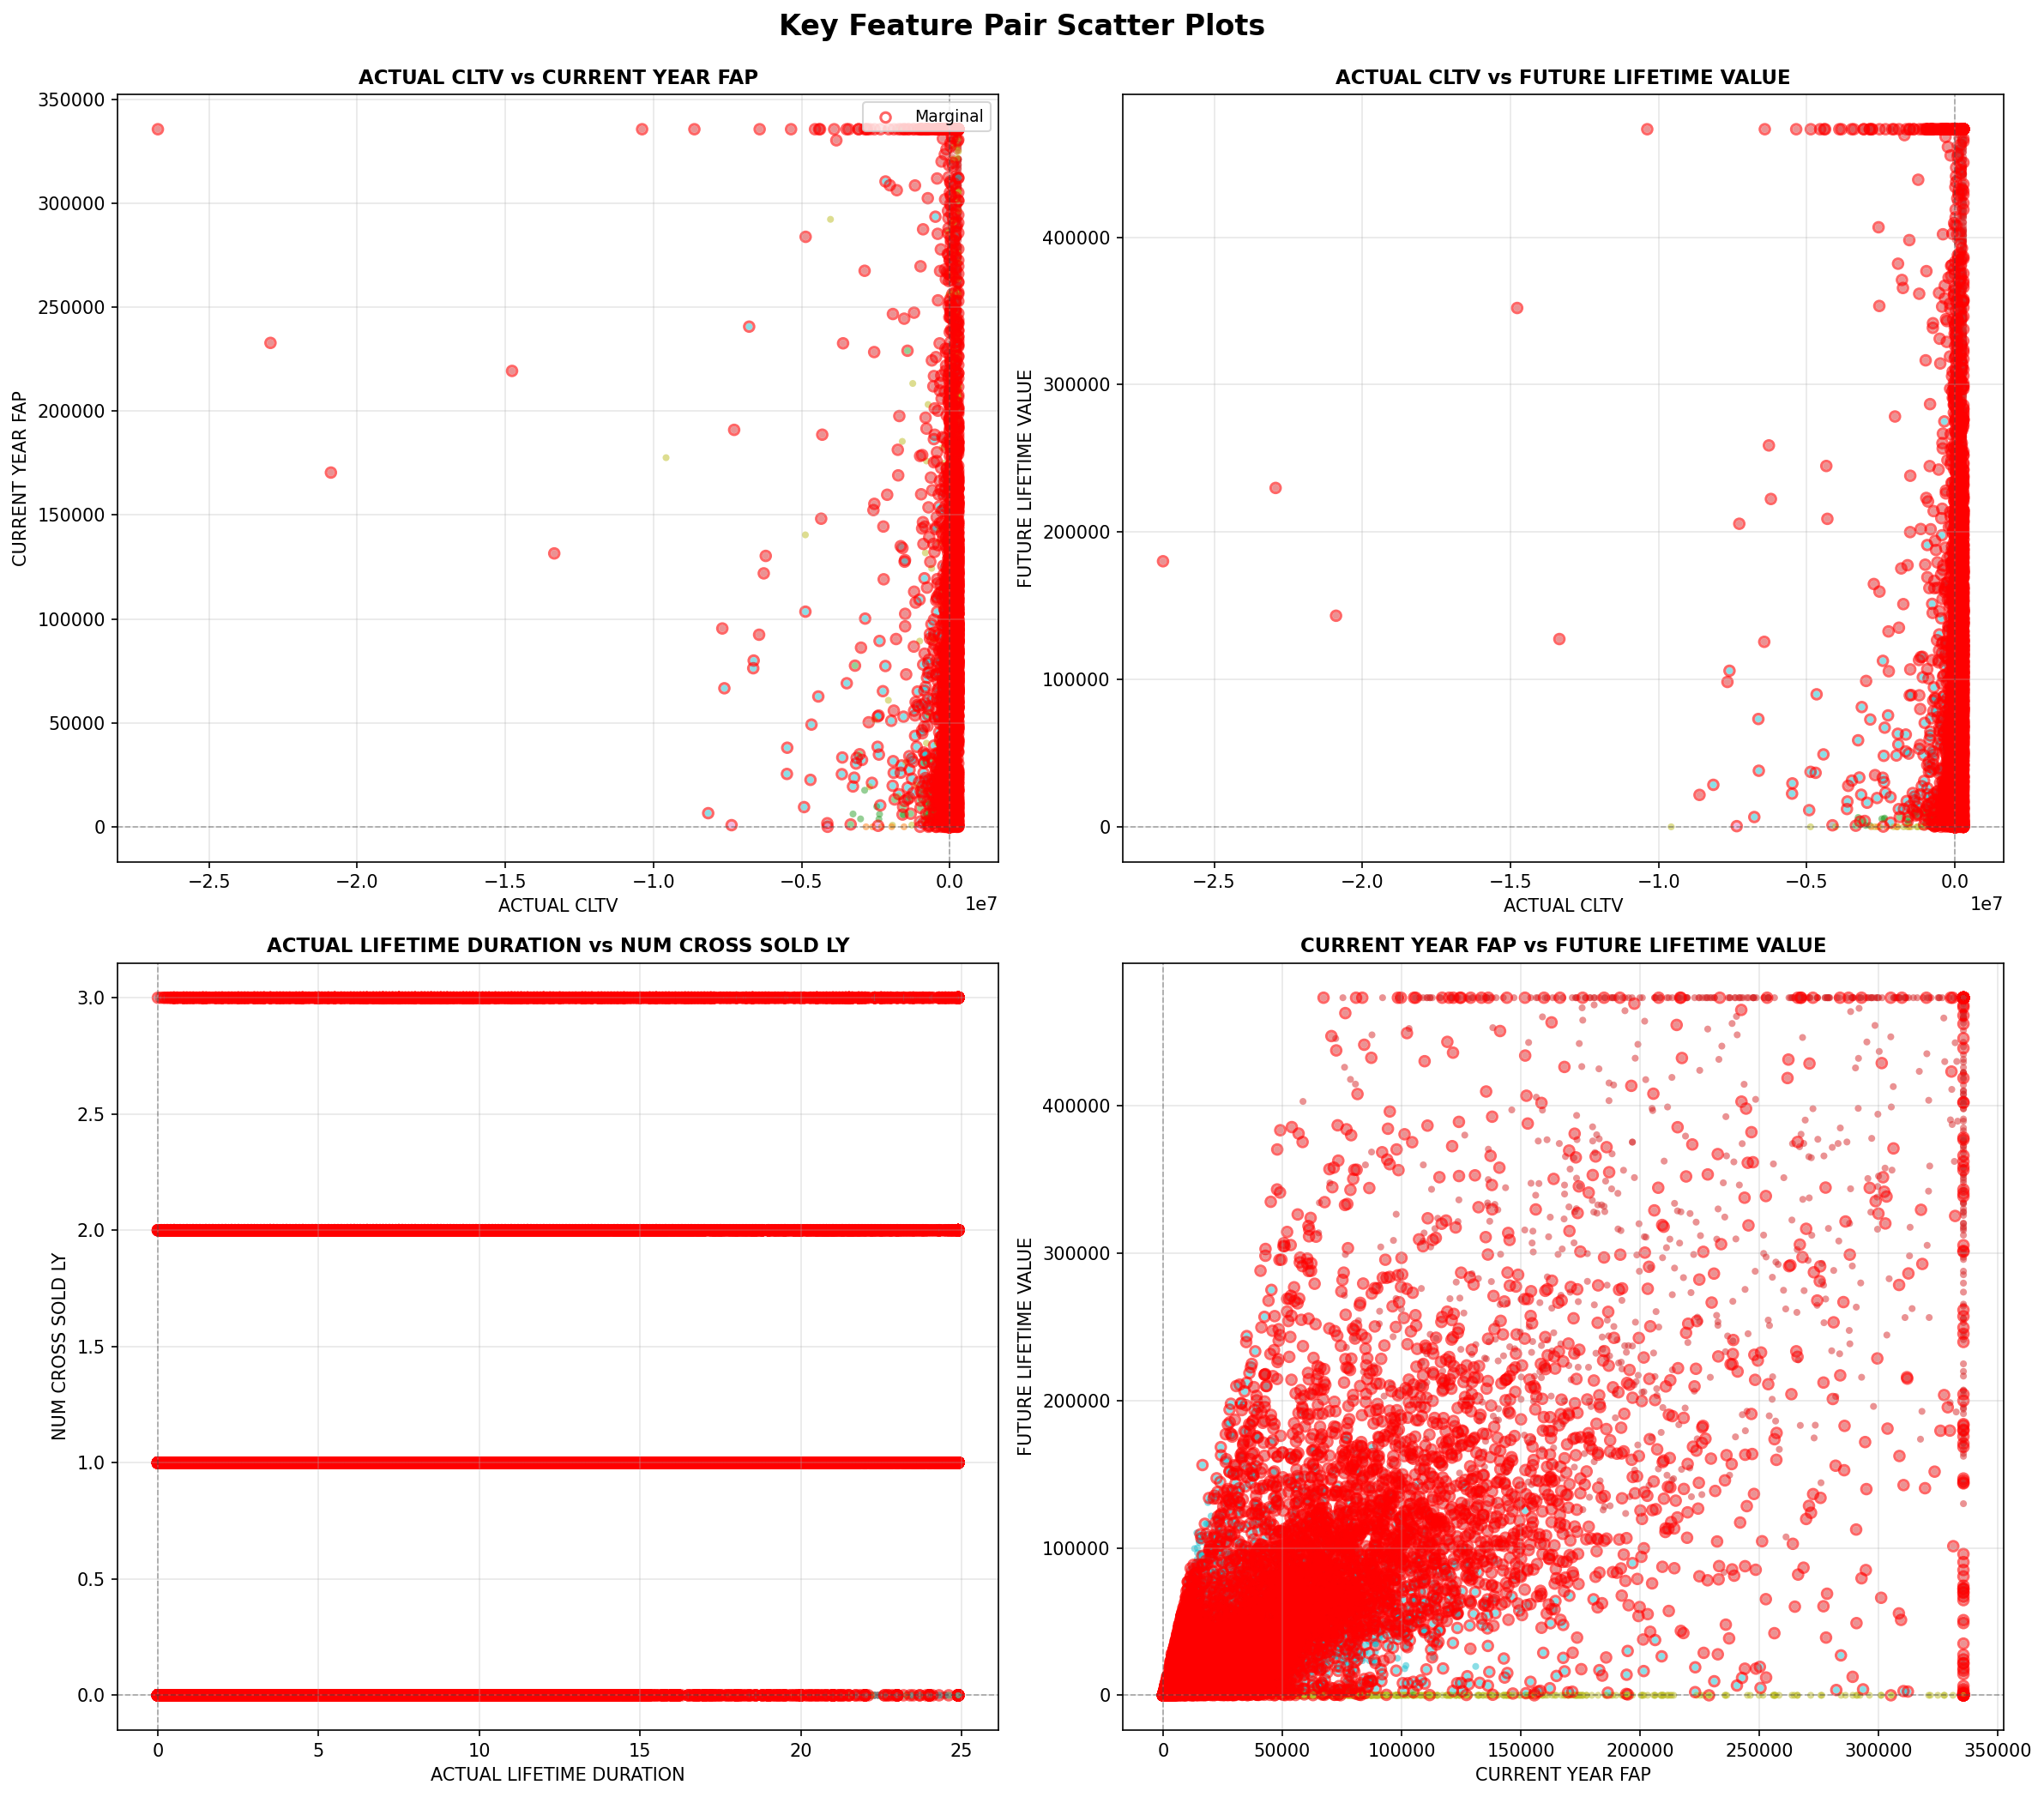 Key Feature Pair Scatter Plots
ACTUAL CLTV vs CURRENT YEAR FAP
Marginal
CURRENT YEAR FAP
350000
300000
250000
200000
150000
100000
50000
0
−2.5 −2.0 −1.5 −1.0 −0.5 0.0
1e7
ACTUAL CLTV
ACTUAL CLTV vs FUTURE LIFETIME VALUE
FUTURE LIFETIME VALUE
400000
300000
200000
100000
0
−2.5 −2.0 −1.5 −1.0 −0.5 0.0
1e7
ACTUAL CLTV
ACTUAL LIFETIME DURATION vs NUM CROSS SOLD LY
NUM CROSS SOLD LY
3.0
2.5
2.0
1.5
1.0
0.5
0.0
0 5 10 15 20 25
ACTUAL LIFETIME DURATION
CURRENT YEAR FAP vs FUTURE LIFETIME VALUE
FUTURE LIFETIME VALUE
400000
300000
200000
100000
0
0 50000 100000 150000 200000 250000 300000 350000
CURRENT YEAR FAP